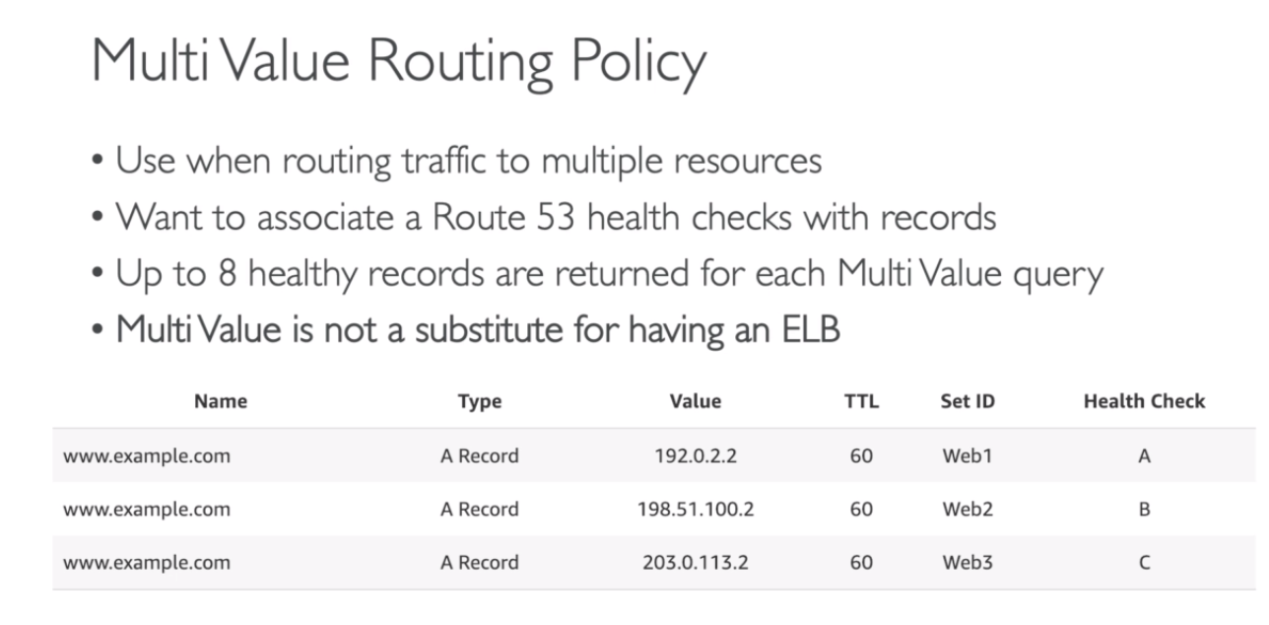 Multi Value Routing Policy
• Use when routing traffic to multiple resources
• Want to associate a Route 53 health checks with records
• Up to 8 healthy records are returned for each Multi Value query
• Multi Value is not a substitute for having an ELB
Name Type Value TTL Set ID Health Check
www.example.com A Record 192.0.2.2 60 Web1 A
www.example.com A Record 198.51.100.2 60 Web2 B
www.example.com A Record 203.0.113.2 60 Web3 C